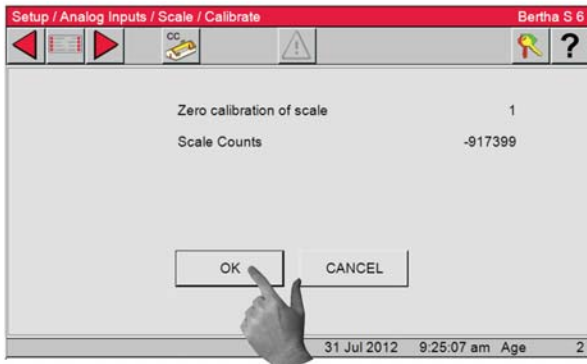 Setup / Analog Inputs / Scale / Calibrate Bertha S 6
CC ?
Zero calibration of scale 1
Scale Counts -917399
OK CANCEL
31 Jul 2012 9:25:07 am Age 2